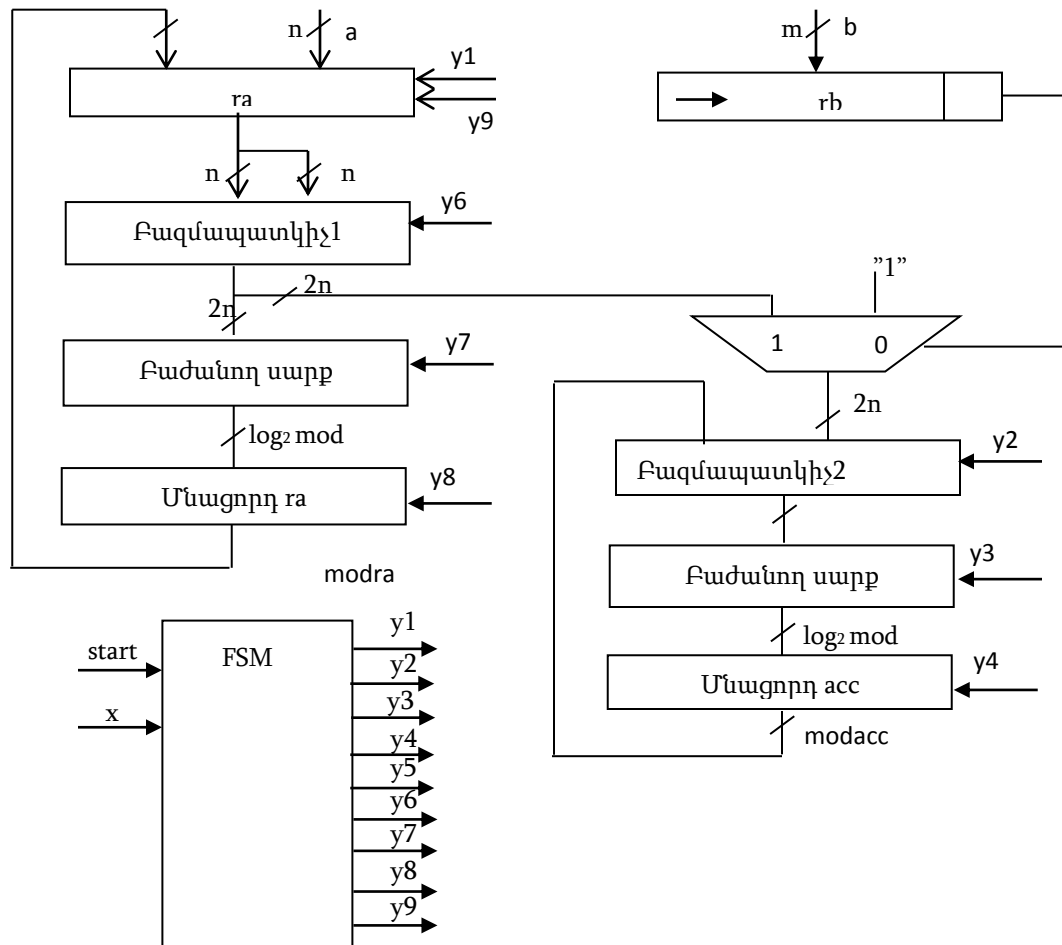 n a
m b
y1
ra
rb
y9
n n
y6
Բազմապատկիչ1
2n
”1”
2n
1 0
y7
Բաժանող սարք
2n
log₂ mod
y2
Բազմապատկիչ2
y8
Մնացորդ ra
y3
Բաժանող սարք
modra
log₂ mod
y4
Մնացորդ acc
modacc
start
x
FSM
y1
y2
y3
y4
y5
y6
y7
y8
y9